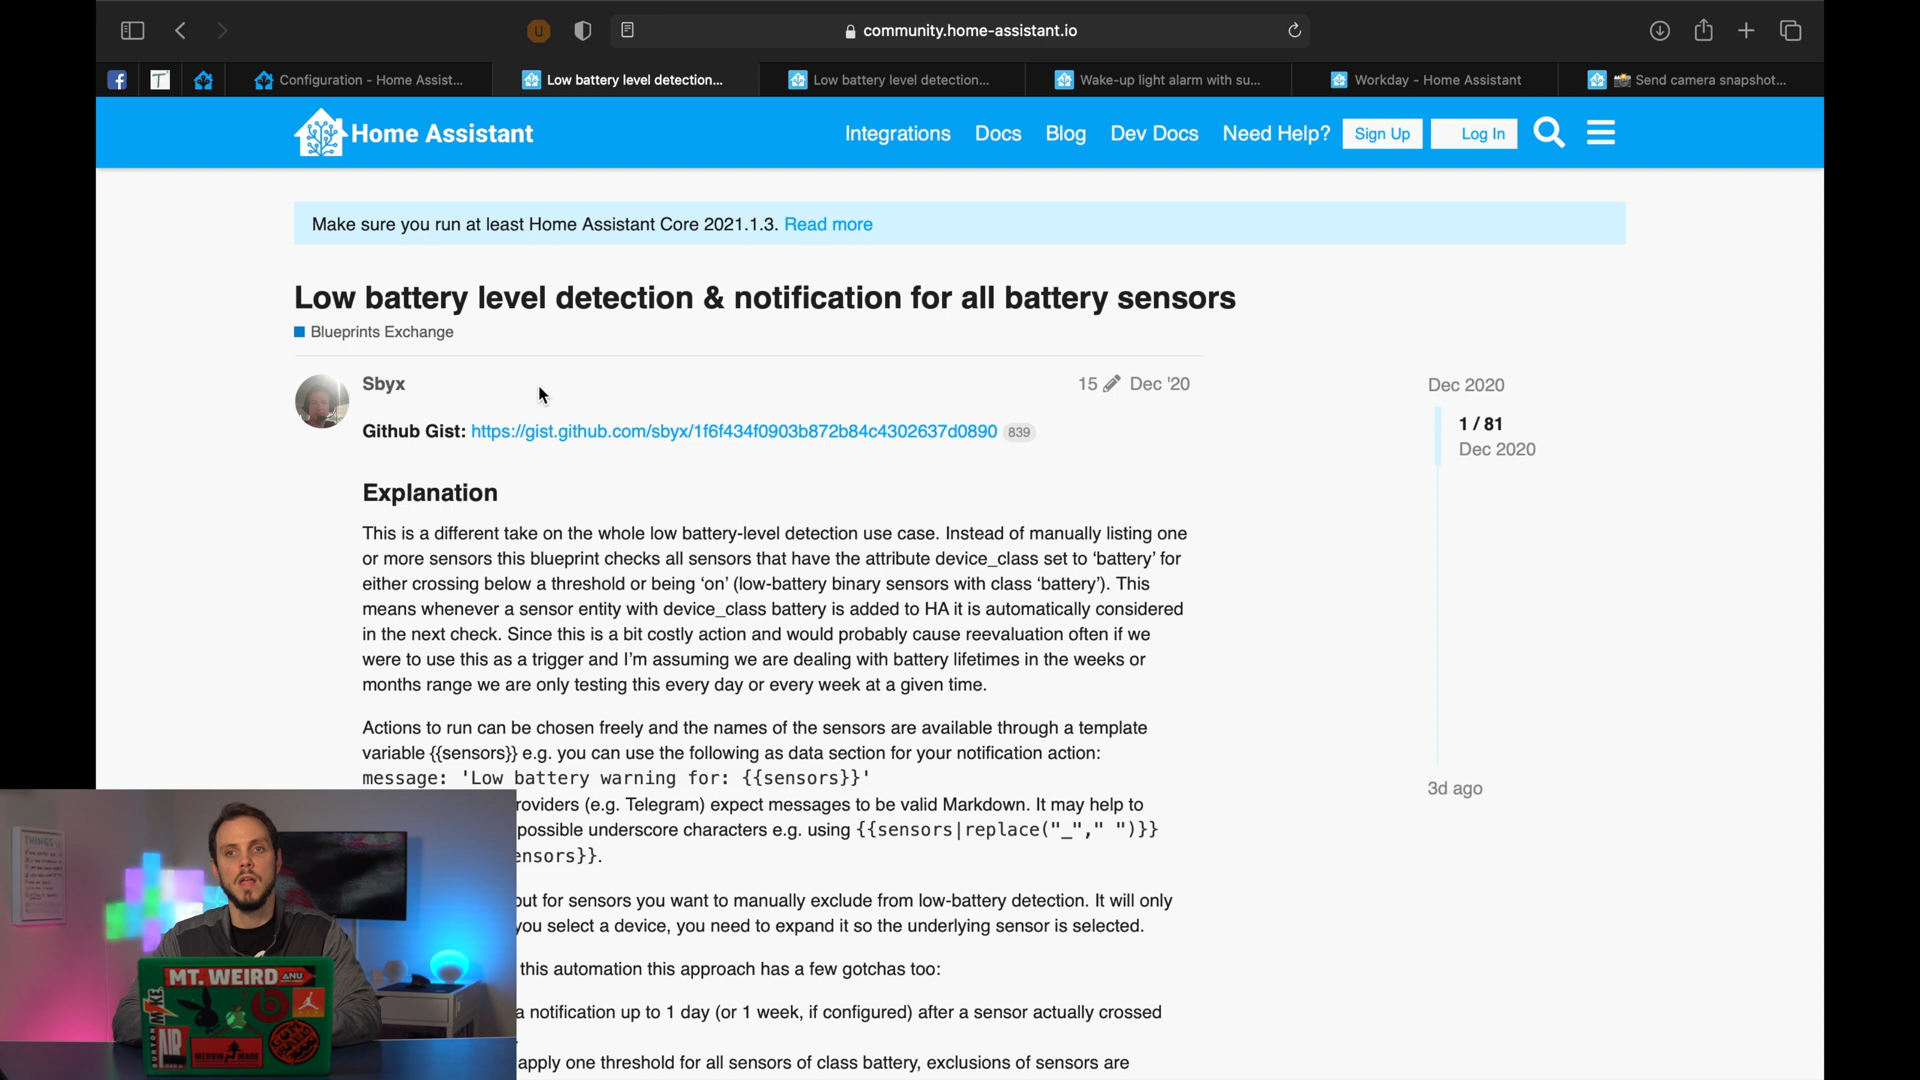 community.home-assistant.io
Configuration - Home Assist...
Low battery level detection...
Low battery level detection...
Wake-up light alarm with su...
Workday - Home Assistant
Send camera snapshot...
Home Assistant
Integrations
Docs
Blog
Dev Docs
Need Help?
Sign Up
Log In
Make sure you run at least Home Assistant Core 2021.1.3. Read more
Low battery level detection & notification for all battery sensors
Blueprints Exchange
Sbyx
15
Dec '20
Dec 2020
1 / 81
Dec 2020
3d ago
Github Gist: https://gist.github.com/sbyx/1f6f434f0903b872b84c4302637d0890 839
Explanation
This is a different take on the whole low battery-level detection use case. Instead of manually listing one
or more sensors this blueprint checks all sensors that have the attribute device_class set to ‘battery’ for
either crossing below a threshold or being ‘on’ (low-battery binary sensors with class ‘battery’). This
means whenever a sensor entity with device_class battery is added to HA it is automatically considered
in the next check. Since this is a bit costly action and would probably cause reevaluation often if we
were to use this as a trigger and I’m assuming we are dealing with battery lifetimes in the weeks or
months range we are only testing this every day or every week at a given time.
Actions to run can be chosen freely and the names of the sensors are available through a template
variable {{sensors}} e.g. you can use the following as data section for your notification action:
message: 'Low battery warning for: {{sensors}}'
roviders (e.g. Telegram) expect messages to be valid Markdown. It may help to
possible underscore characters e.g. using {{sensors|replace("_"," ")}}
ensors}}.
out for sensors you want to manually exclude from low-battery detection. It will only
you select a device, you need to expand it so the underlying sensor is selected.
this automation this approach has a few gotchas too:
a notification up to 1 day (or 1 week, if configured) after a sensor actually crossed
apply one threshold for all sensors of class battery, exclusions of sensors are
THINGS
MT. WEIRD
ANU
MAKE
BURTON
AIR
MERVIN MADE